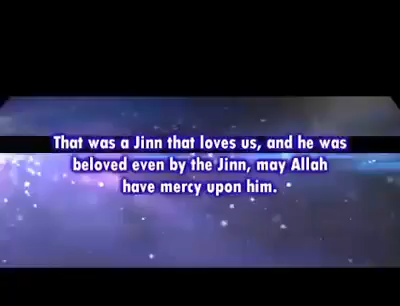 That was a Jinn that loves us, and he was
beloved even by the Jinn, may Allah
have mercy upon him.